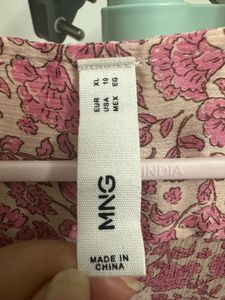 EUR XL
USA 10
MEX EG
MNG
MADE IN
CHINA
INDIA